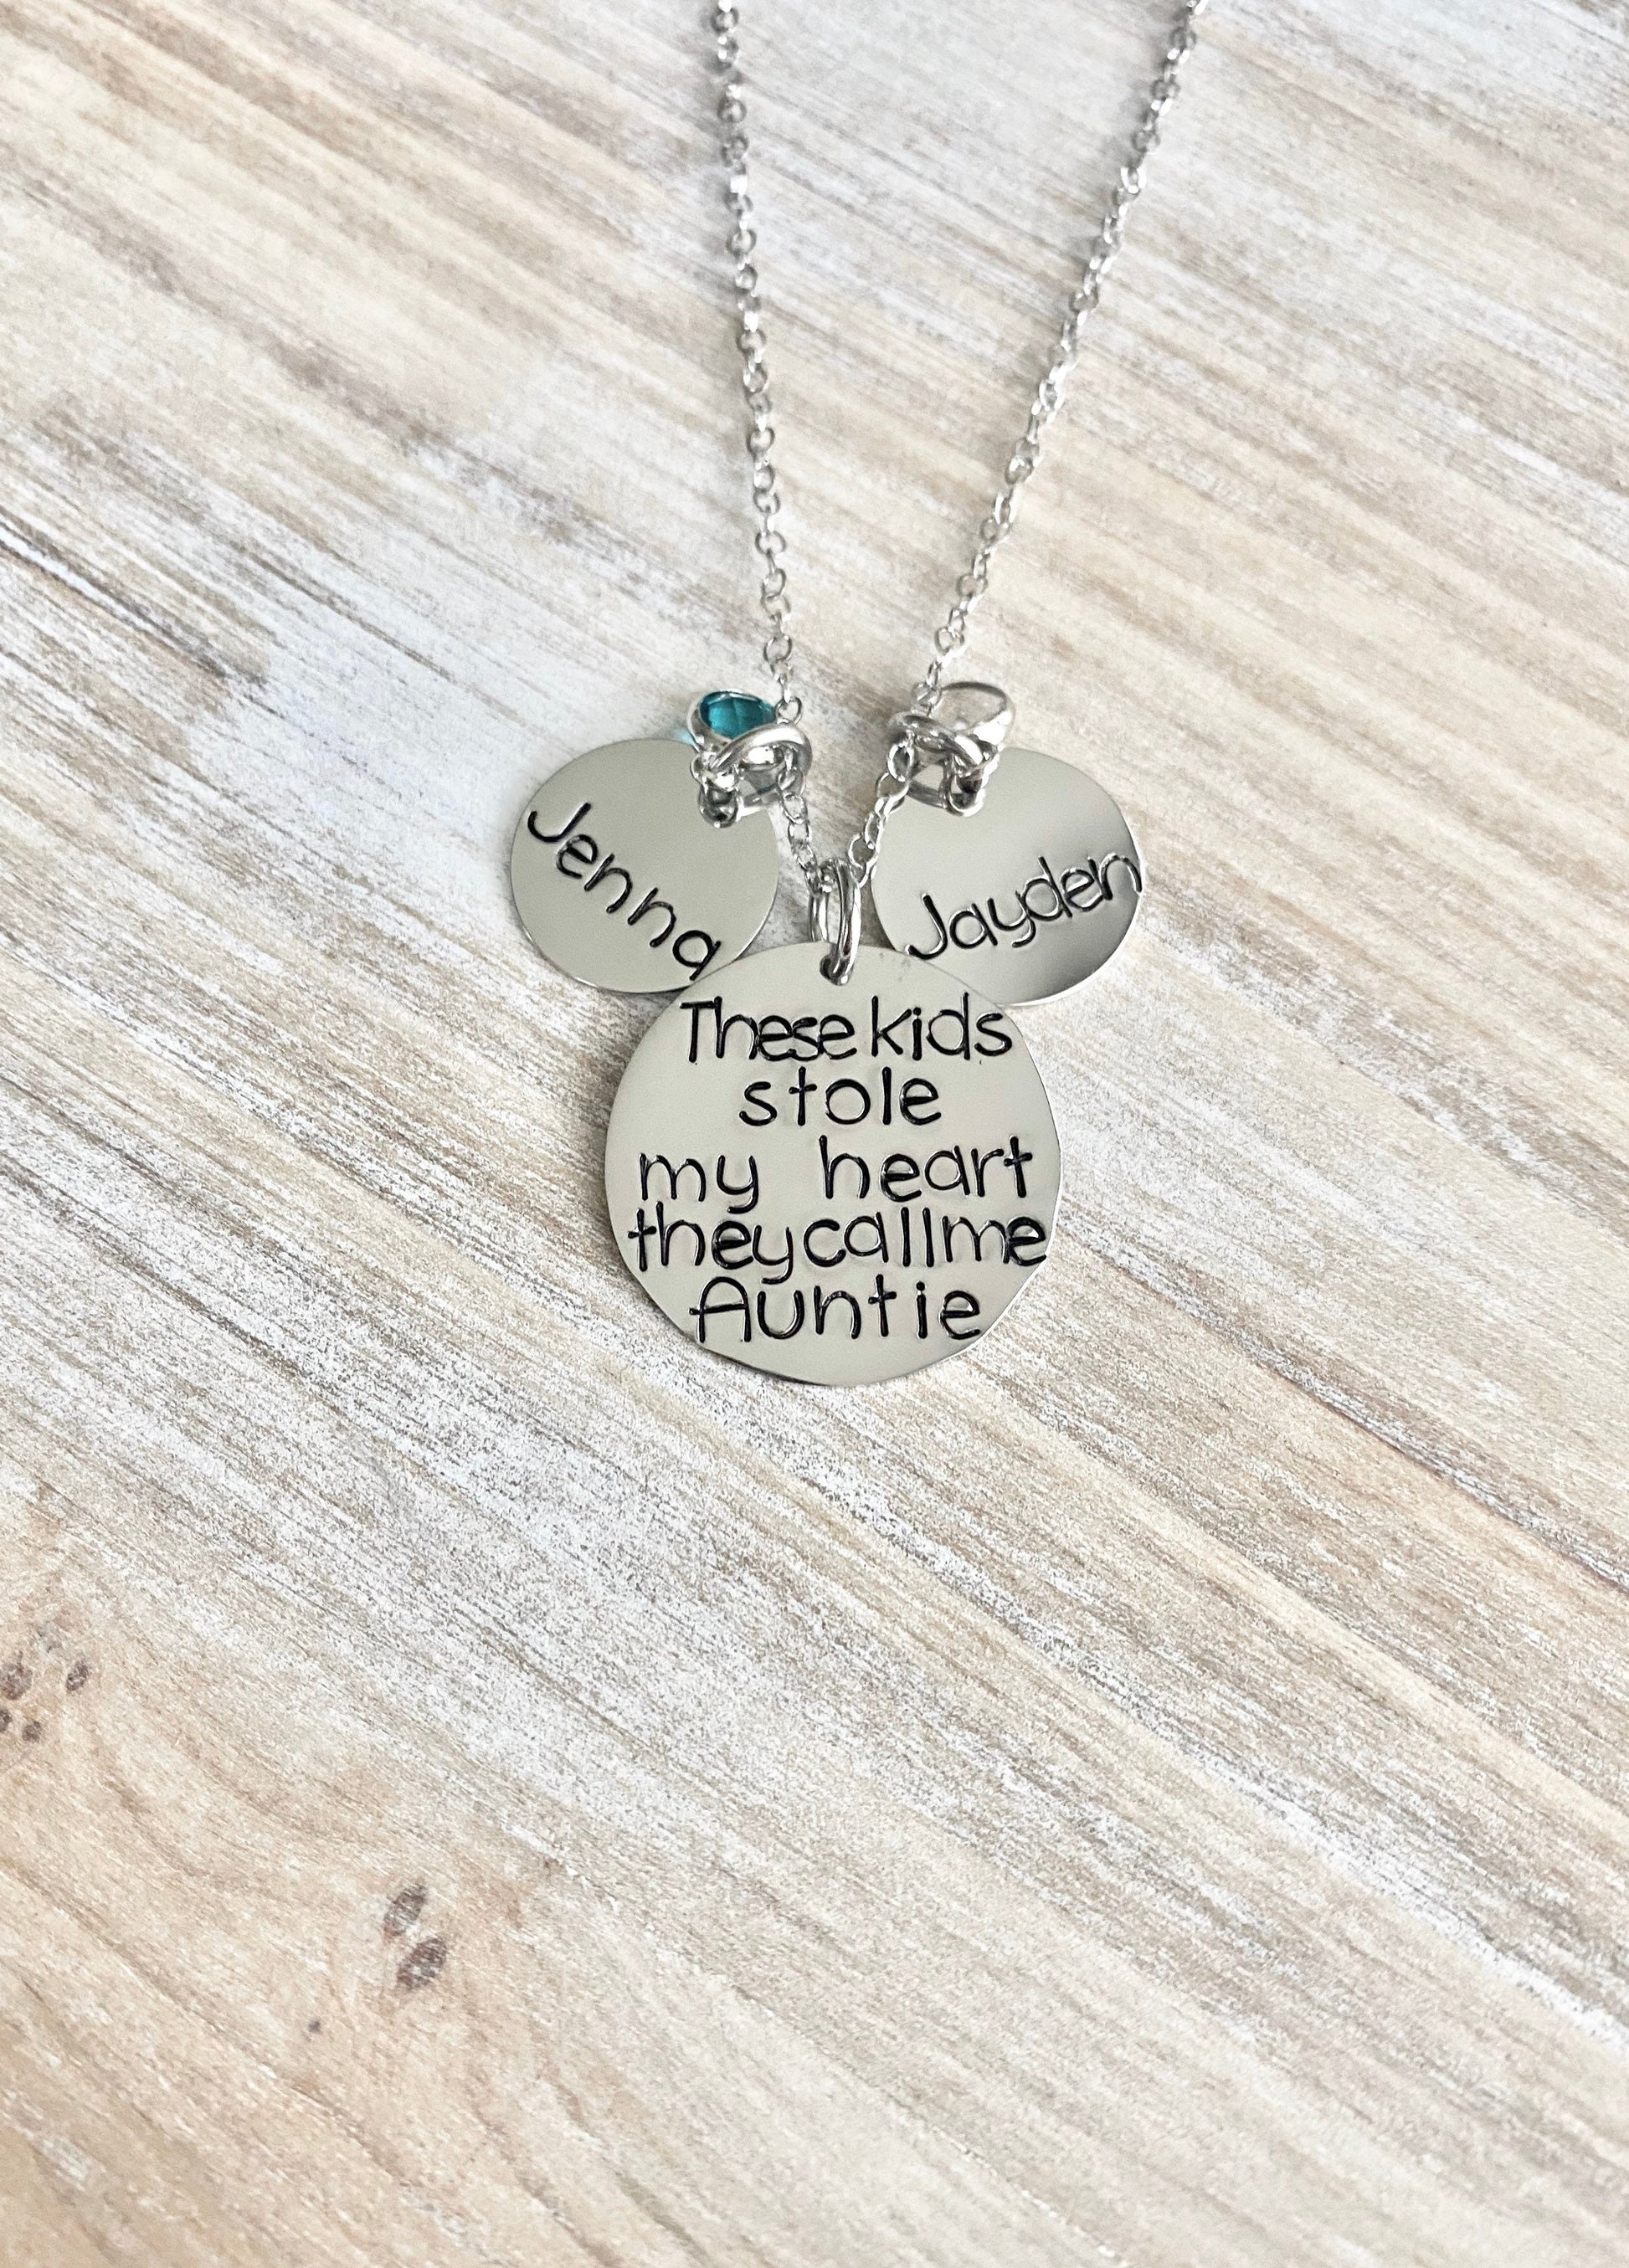 Jenna
Jayden
These kids
stole
my heart
they call me
Auntie